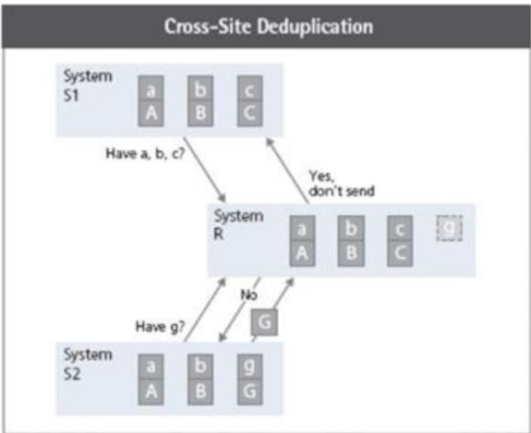 Cross-Site Deduplication
System
S1
a
b
c
A
B
C
Have a, b, c?
Yes,
don't send
System
R
a
b
c
g
A
B
C
No
G
Have g?
System
S2
a
b
g
A
B
G